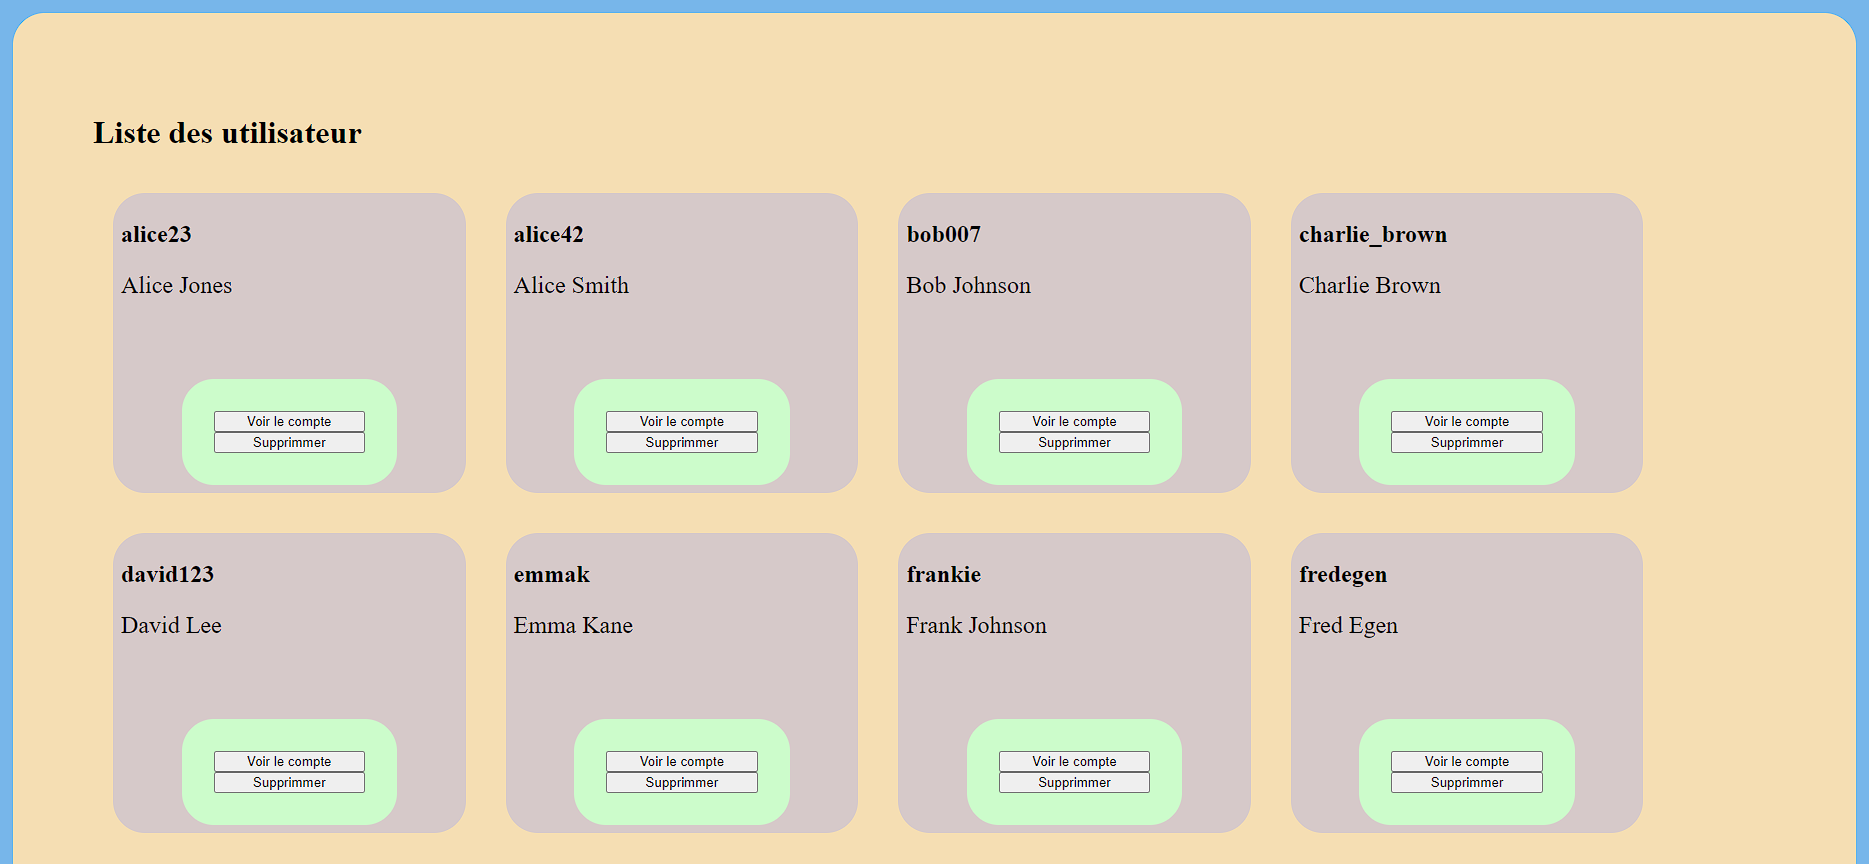 Liste des utilisateur
alice23
Alice Jones
Voir le compte
Supprimmer
alice42
Alice Smith
Voir le compte
Supprimmer
bob007
Bob Johnson
Voir le compte
Supprimmer
charlie_brown
Charlie Brown
Voir le compte
Supprimmer
david123
David Lee
Voir le compte
Supprimmer
emmak
Emma Kane
Voir le compte
Supprimmer
frankie
Frank Johnson
Voir le compte
Supprimmer
fredegen
Fred Egen
Voir le compte
Supprimmer